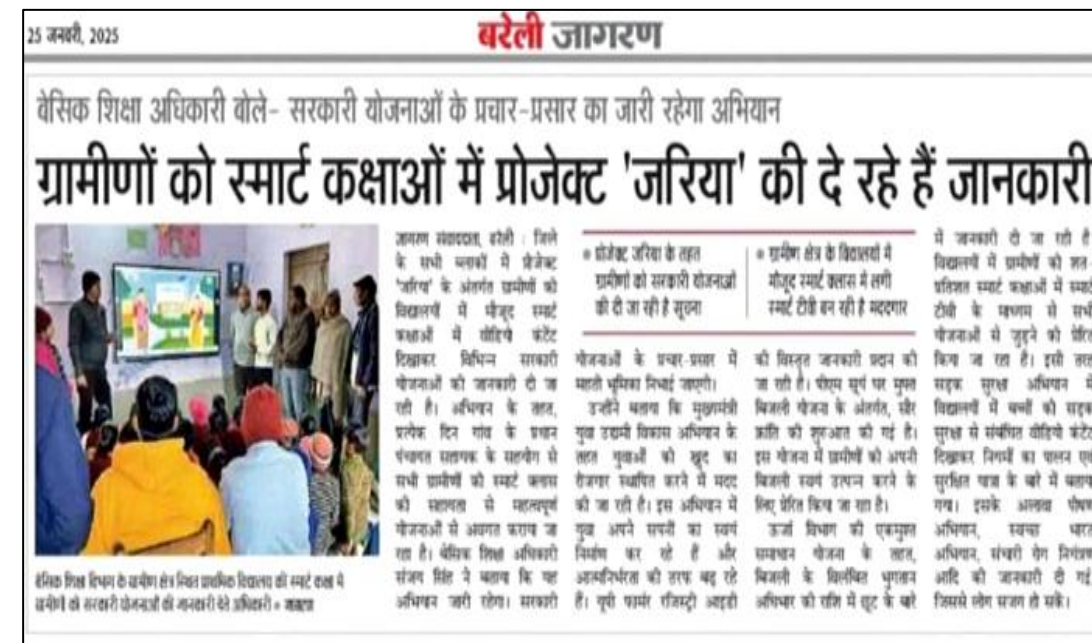 25 जनवरी, 2025
बरेली जागरण
बेसिक शिक्षा अधिकारी बोले- सरकारी योजनाओं के प्रचार-प्रसार का जारी रहेगा अभियान
ग्रामीणों को स्मार्ट कक्षाओं में प्रोजेक्ट 'जरिया' की दे रहे हैं जानकारी
जागरण संवाददाता, बरेली : जिले
के सभी ब्लाकों में प्रोजेक्ट
'जरिया' के अंतर्गत ग्रामीणों को
विद्यालयों में मौजूद स्मार्ट
कक्षाओं में वीडियो कंटेंट
दिखाकर विभिन्न सरकारी
योजनाओं की जानकारी दी जा
रही है। अभियान के तहत,
प्रत्येक दिन गांव के प्रधान
पंचायत सहायक के सहयोग से
सभी ग्रामीणों को स्मार्ट क्लास
की सहायता से महत्वपूर्ण
योजनाओं से अवगत कराया जा
रहा है। बेसिक शिक्षा अधिकारी
संजय सिंह ने बताया कि यह
अभियान जारी रहेगा। सरकारी
बेसिक शिक्षा विभाग के ग्रामीण क्षेत्र स्थित प्राथमिक विद्यालय की स्मार्ट कक्षा में
ग्रामीणों को सरकारी योजनाओं की जानकारी देते अधिकारी ● जागरण
● प्रोजेक्ट जरिया के तहत
ग्रामीणों को सरकारी योजनाओं
की दी जा रही है सूचना
● ग्रामीण क्षेत्र के विद्यालयों में
मौजूद स्मार्ट क्लास में लगी
स्मार्ट टीवी बन रही है मददगार
योजनाओं के प्रचार-प्रसार में
महती भूमिका निभाई जाएगी।
उन्होंने बताया कि मुख्यमंत्री
युवा उद्यमी विकास अभियान के
तहत युवाओं को खुद का
रोजगार स्थापित करने में मदद
की जा रही है। इस अभियान में
युवा अपने सपनों का स्वयं
निर्माण कर रहे हैं और
आत्मनिर्भरता की तरफ बढ़ रहे
हैं। यूपी फार्मर रजिस्ट्री आइडी
की विस्तृत जानकारी प्रदान की
जा रही है। पीएम सूर्य घर मुफ्त
बिजली योजना के अंतर्गत, सौर
क्रांति की शुरुआत की गई है।
इस योजना में ग्रामीणों को अपनी
बिजली स्वयं उत्पन्न करने के
लिए प्रेरित किया जा रहा है।
ऊर्जा विभाग की एकमुश्त
समाधान योजना के तहत,
बिजली के विलंबित भुगतान
अधिभार की राशि में छूट के बारे
में जानकारी दी जा रही है
विद्यालयों में ग्रामीणों को शत-
प्रतिशत स्मार्ट कक्षाओं में स्मार्ट
टीवी के माध्यम से सभी
योजनाओं से जुड़ने को प्रेरित
किया जा रहा है। इसी तरह
सड़क सुरक्षा अभियान में
विद्यालयों में बच्चों को सड़क
सुरक्षा से संबंधित वीडियो कंटेंट
दिखाकर नियमों का पालन एवं
सुरक्षित यात्रा के बारे में बताया
गया। इसके अलावा पोषण
अभियान, स्वच्छ भारत
अभियान, संचारी रोग नियंत्रण
आदि की जानकारी दी गई
जिससे लोग सजग हो सकें।